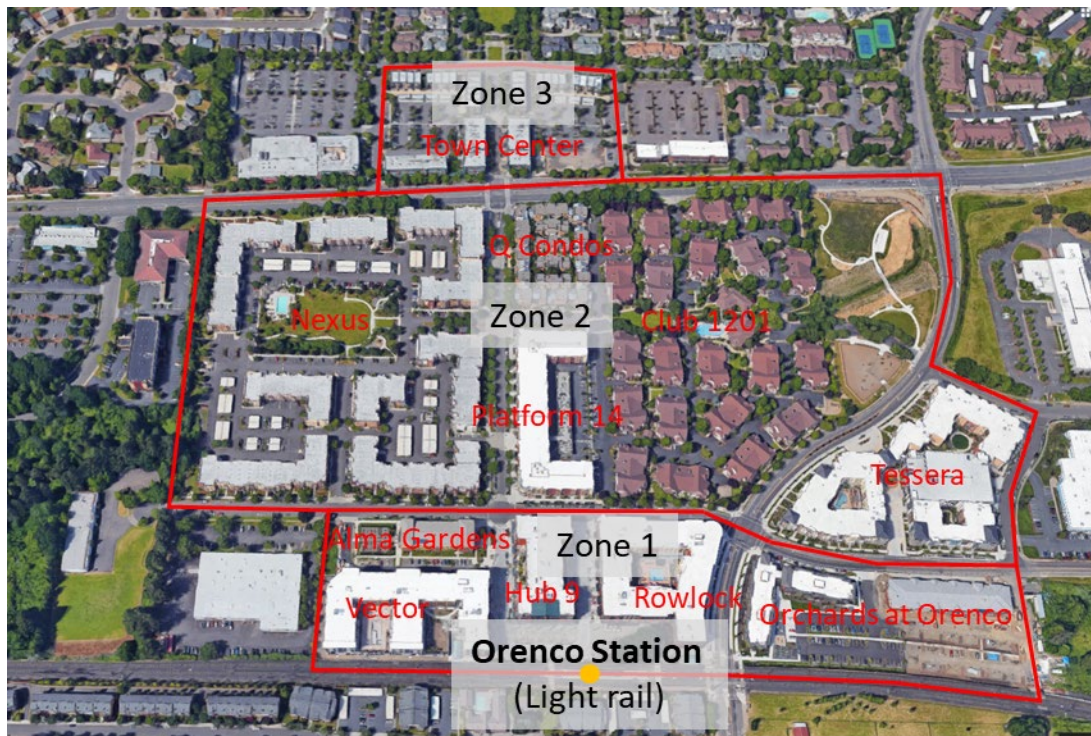 Zone 3
Town Center
Q Condos
Nexus
Zone 2
Club 1201
Platform 14
Tessera
Alma Gardens
Zone 1
Vector
Hub 9
Rowlock
Orchards at Orenco
Orenco Station
(Light rail)